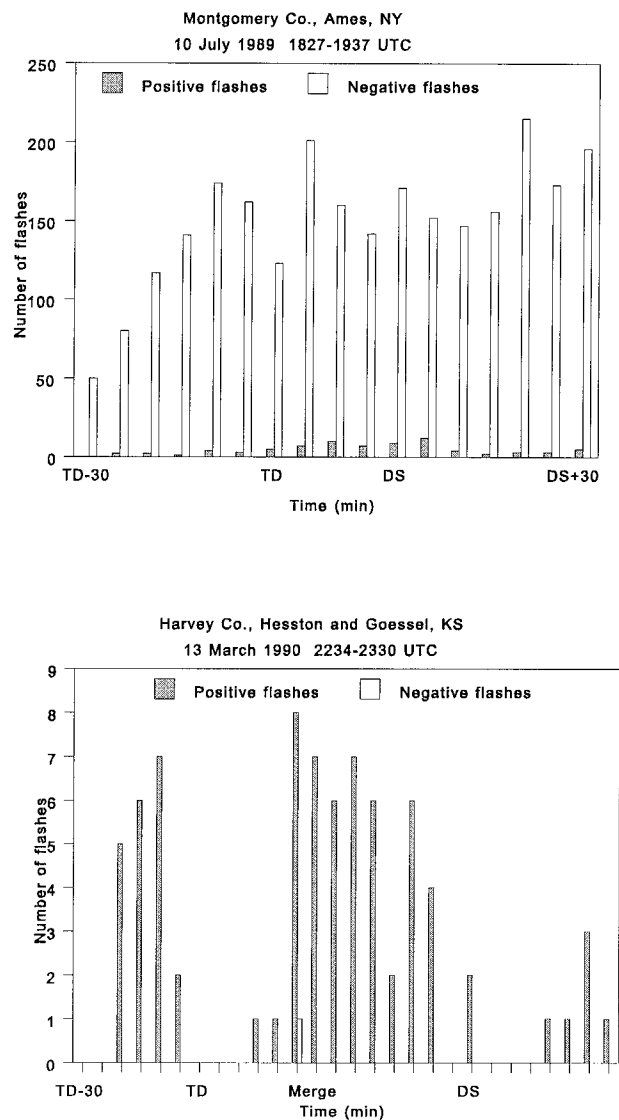 Montgomery Co., Ames, NY
10 July 1989 1827-1937 UTC
250
200
150
100
50
0
Number of flashes
Positive flashes
Negative flashes
TD-30
TD
DS
DS+30
Time (min)
Harvey Co., Hesston and Goessel, KS
13 March 1990 2234-2330 UTC
9
8
7
6
5
4
3
2
1
0
Number of flashes
Positive flashes
Negative flashes
TD-30
TD
Merge
DS
Time (min)